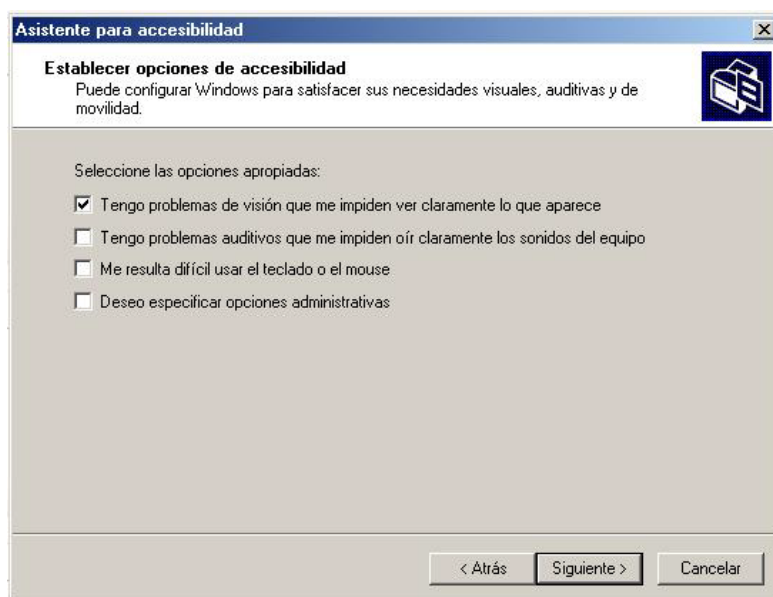 Asistente para accesibilidad
Establecer opciones de accesibilidad
Puede configurar Windows para satisfacer sus necesidades visuales, auditivas y de
movilidad.
Seleccione las opciones apropiadas:
Tengo problemas de visión que me impiden ver claramente lo que aparece
Tengo problemas auditivos que me impiden oír claramente los sonidos del equipo
Me resulta difícil usar el teclado o el mouse
Deseo especificar opciones administrativas
< Atrás Siguiente > Cancelar